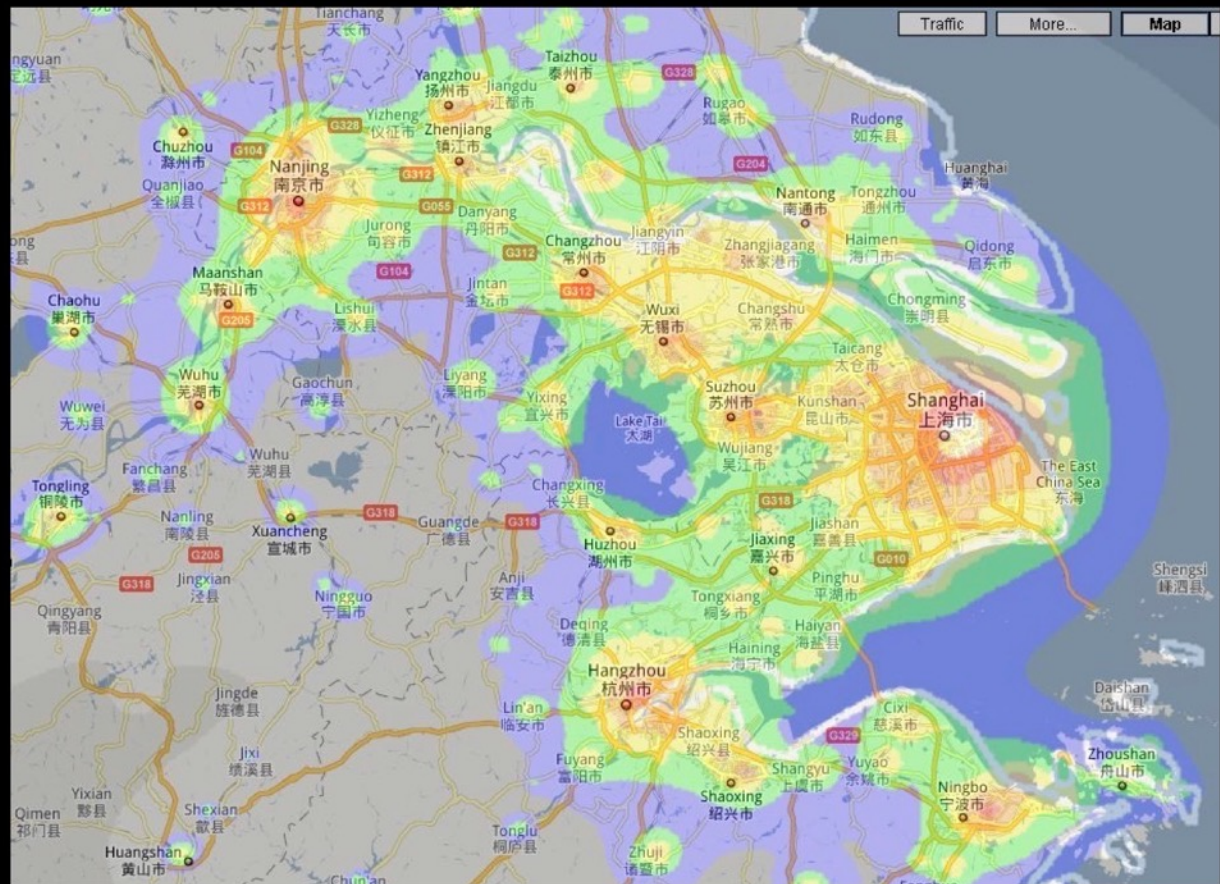 Traffic
More...
Map
Tianchang
天长市
ngyuan
定远县
Taizhou
泰州市
Yangzhou
扬州市
Jiangdu
江都市
G328
Rugao
如皋市
Rudong
如东县
Chuzhou
滁州市
G328
Yizheng
仪征市
Zhenjiang
镇江市
G104
Nanjing
南京市
G312
G204
Huanghai
黄海
Quanjiao
全椒县
G312
G055
Danyang
丹阳市
Nantong
南通市
Tongzhou
通州市
Jurong
句容市
Jiangyin
江阴市
Zhangjiagang
张家港市
Haimen
海门市
Qidong
启东市
ong
县
G312
Changzhou
常州市
G104
Maanshan
马鞍山市
Jintan
金坛市
G312
Chongming
崇明县
Chaohu
巢湖市
G205
Lishui
溧水县
Wuxi
无锡市
Changshu
常熟市
Taicang
太仓市
Wuhu
芜湖市
Gaochun
高淳县
Liyang
溧阳市
Yixing
宜兴市
Suzhou
苏州市
Kunshan
昆山市
Shanghai
上海市
Wuwei
无为县
Lake Tai
太湖
Wujiang
吴江市
Wuhu
芜湖县
Fanchang
繁昌县
The East
China Sea
东海
Tongling
铜陵市
Changxing
长兴县
G318
Nanling
南陵县
Xuancheng
宣城市
G318
Guangde
广德县
G318
Huzhou
湖州市
Jiaxing
嘉兴市
Jiashan
嘉善县
G205
G010
G318
Jingxian
泾县
Ningguo
宁国市
Anji
安吉县
Pinghu
平湖市
Shengsi
嵊泗县
Qingyang
青阳县
Tongxiang
桐乡市
Deqing
德清县
Haiyan
海盐县
Haining
海宁市
Hangzhou
杭州市
Jingde
旌德县
Lin'an
临安市
Daishan
岱山县
Cixi
慈溪市
Shaoxing
绍兴县
G329
Jixi
绩溪县
Fuyang
富阳市
Shangyu
上虞市
Yuyao
余姚市
Zhoushan
舟山市
Yixian
黟县
Shaoxing
绍兴市
Ningbo
宁波市
Qimen
祁门县
Shexian
歙县
Tonglu
桐庐县
Huangshan
黄山市
Zhuji
诸暨市
Chun'an